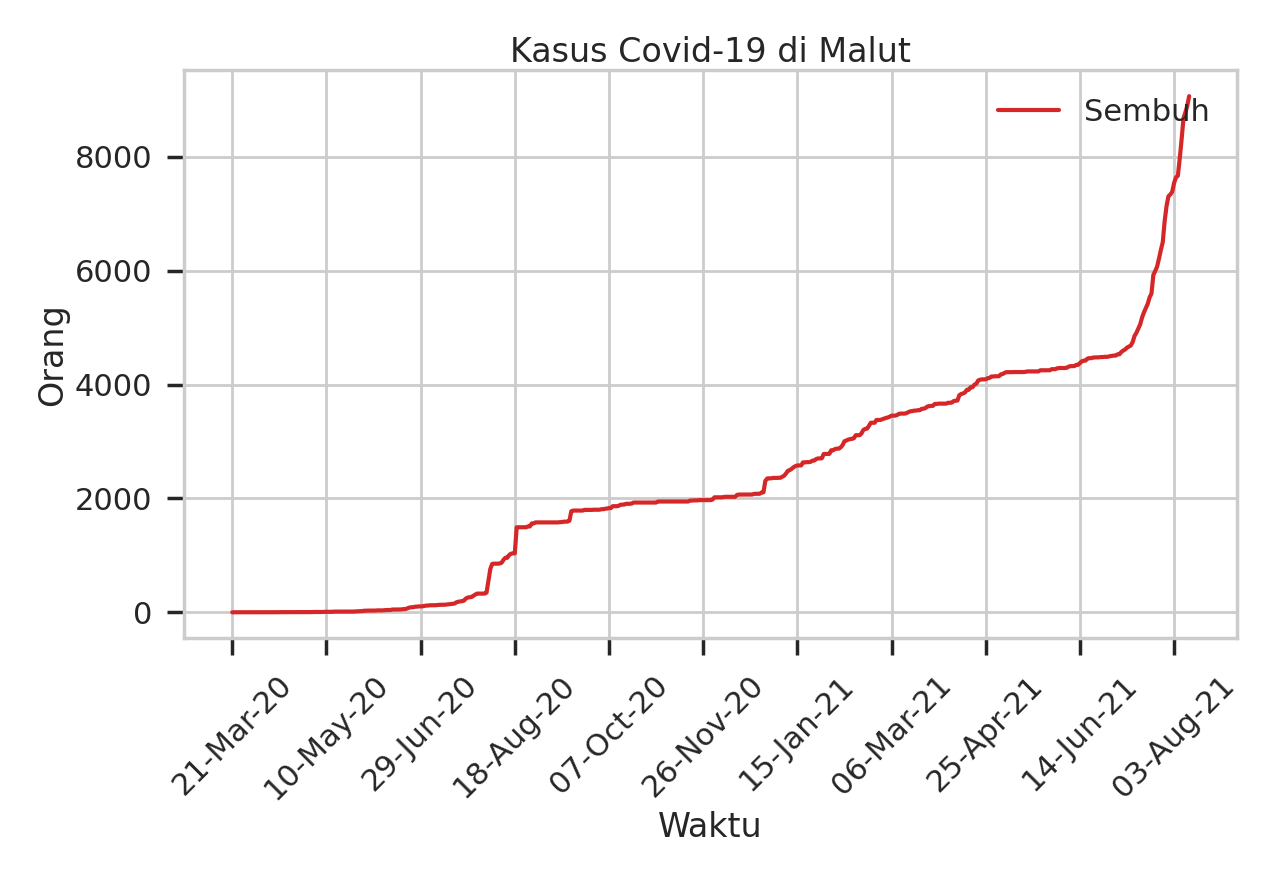 Kasus Covid-19 di Malut
Sembuh
8000
6000
4000
2000
0
Orang
21-Mar-20
10-May-20
29-Jun-20
18-Aug-20
07-Oct-20
26-Nov-20
15-Jan-21
06-Mar-21
25-Apr-21
14-Jun-21
03-Aug-21
Waktu